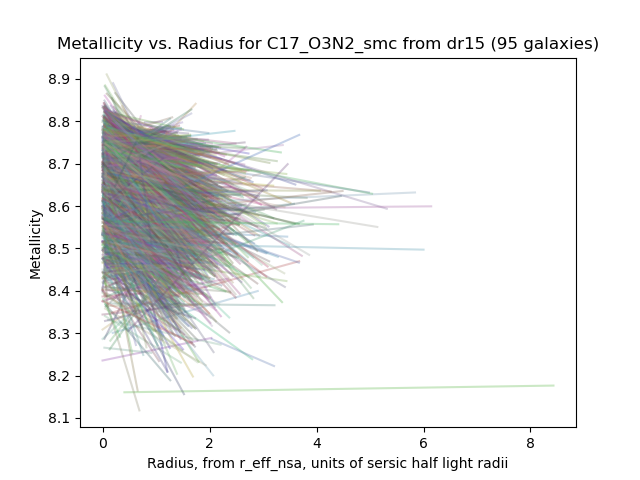 Metallicity vs. Radius for C17_O3N2_smc from dr15 (95 galaxies)
8.9
8.8
8.7
8.6
8.5
8.4
8.3
8.2
8.1
Metallicity
0 2 4 6 8
Radius, from r_eff_nsa, units of sersic half light radii